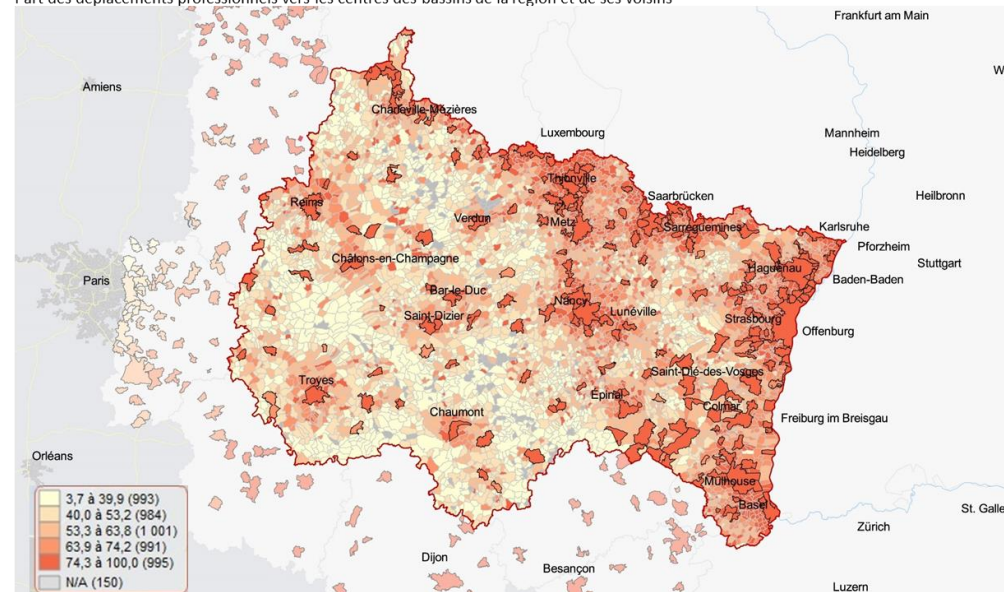 Part des déplacements professionnels vers les centres des bassins de la région et de ses voisins
Frankfurt am Main
W
Amiens
Charleville-Mézières
Luxembourg
Mannheim
Heidelberg
Thionville
Saarbrücken
Heilbronn
Reims
Verdun
Metz
Sarreguemines
Karlsruhe
Pforzheim
Châlons-en-Champagne
Haguenau
Stuttgart
Paris
Baden-Baden
Bar-le-Duc
Nancy
Saint-Dizier
Lunéville
Strasbourg
Offenburg
Saint-Dié-des-Vosges
Troyes
Épinal
Colmar
Chaumont
Freiburg im Breisgau
Orléans
Mulhouse
Basel
St. Galle
Zürich
Dijon
Besançon
Luzern
3,7 à 39,9 (993)
40,0 à 53,2 (984)
53,3 à 63,8 (1 001)
63,9 à 74,2 (991)
74,3 à 100,0 (995)
N/A (150)